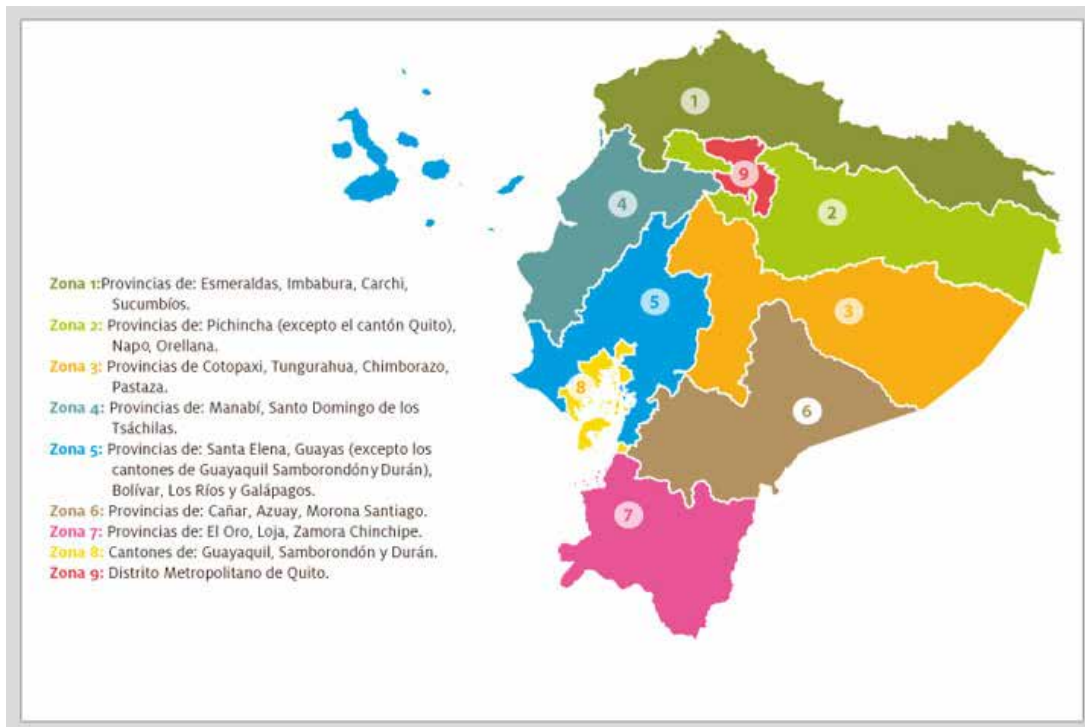 1
9
2
4
5
3
8
6
7
Zona 1:Provincias de: Esmeraldas, Imbabura, Carchi,
Sucumbíos.
Zona 2: Provincias de: Pichincha (excepto el cantón Quito),
Napo, Orellana.
Zona 3: Provincias de Cotopaxi, Tungurahua, Chimborazo,
Pastaza.
Zona 4: Provincias de: Manabí, Santo Domingo de los
Tsáchilas.
Zona 5: Provincias de: Santa Elena, Guayas (excepto los
cantones de Guayaquil Samborondón y Durán),
Bolívar, Los Ríos y Galápagos.
Zona 6: Provincias de: Cañar, Azuay, Morona Santiago.
Zona 7: Provincias de: El Oro, Loja, Zamora Chinchipe.
Zona 8: Cantones de: Guayaquil, Samborondón y Durán.
Zona 9: Distrito Metropolitano de Quito.